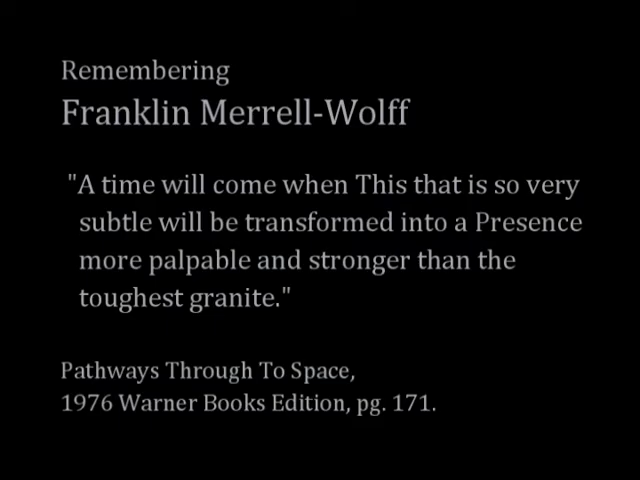 Remembering
Franklin Merrell-Wolff
"A time will come when This that is so very
subtle will be transformed into a Presence
more palpable and stronger than the
toughest granite."
Pathways Through To Space,
1976 Warner Books Edition, pg. 171.